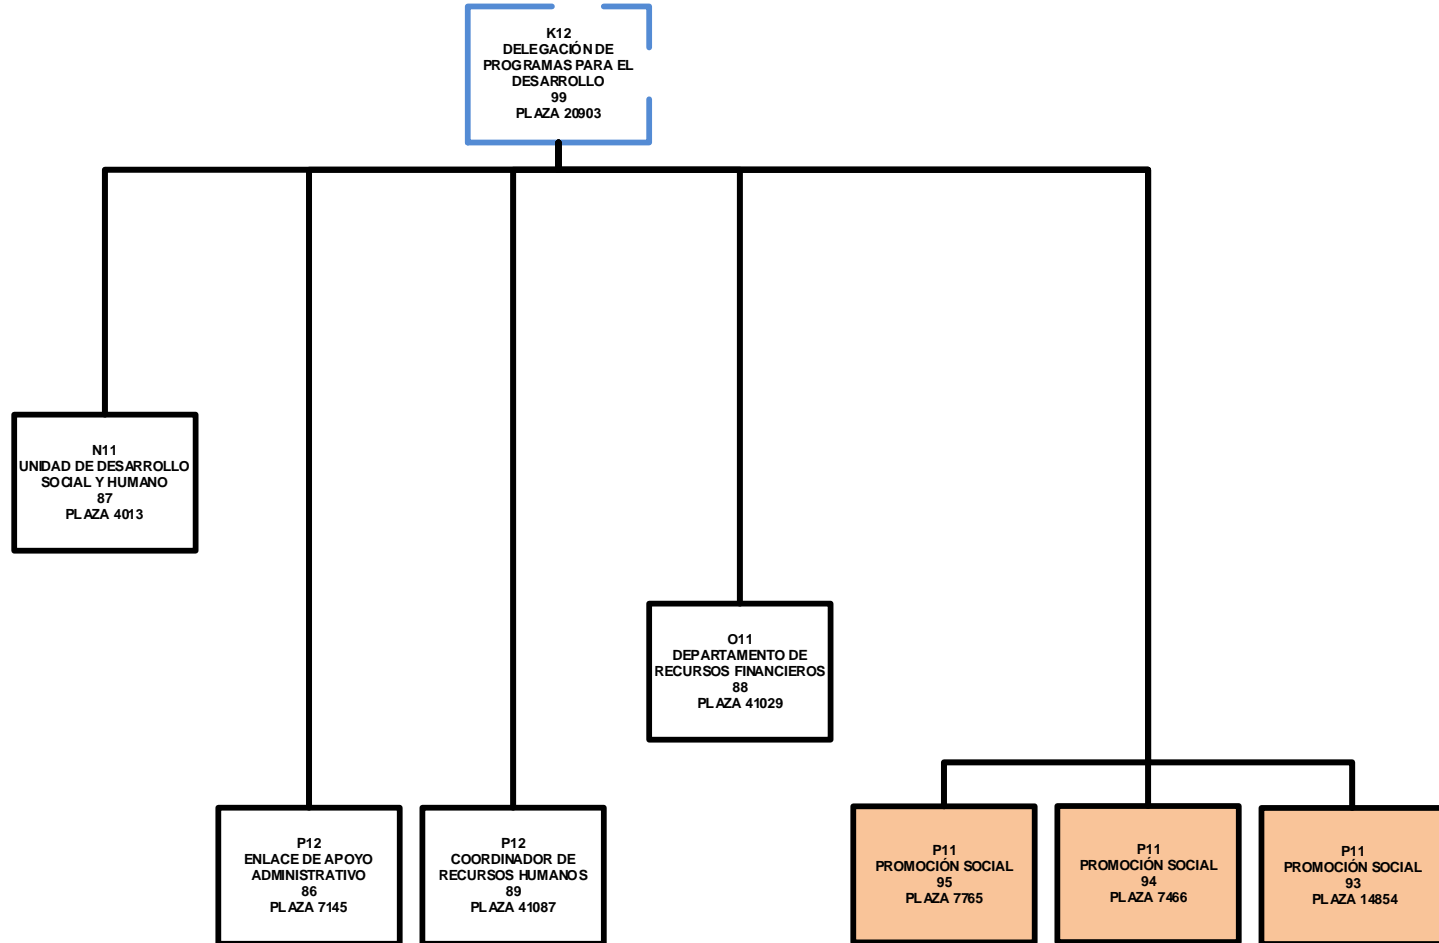 K12
DELEGACIÓN DE
PROGRAMAS PARA EL
DESARROLLO
99
PLAZA 20903
N11
UNIDAD DE DESARROLLO
SOCIAL Y HUMANO
87
PLAZA 4013
O11
DEPARTAMENTO DE
RECURSOS FINANCIEROS
88
PLAZA 41029
P12
ENLACE DE APOYO
ADMINISTRATIVO
86
PLAZA 7145
P12
COORDINADOR DE
RECURSOS HUMANOS
89
PLAZA 41087
P11
PROMOCIÓN SOCIAL
95
PLAZA 7765
P11
PROMOCIÓN SOCIAL
94
PLAZA 7466
P11
PROMOCIÓN SOCIAL
93
PLAZA 14854